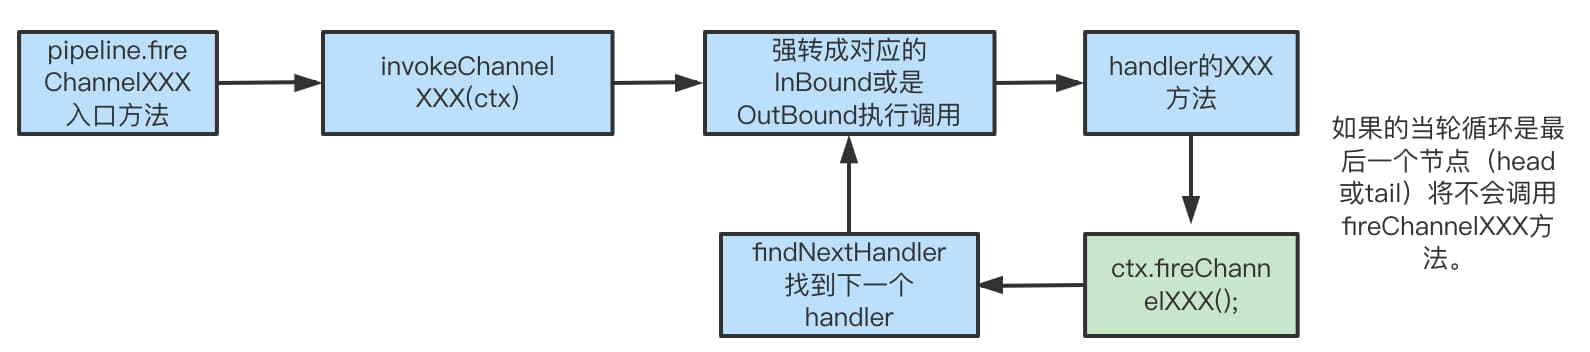 pipeline.fire
ChannelXXX
入口方法
invokeChannel
XXX(ctx)
强转成对应的
InBound或是
OutBound执行调用
handler的XXX
方法
如果的当轮循环是最
后一个节点（head
或tail）将不会调用
fireChannelXXX方
法。
ctx.fireChann
elXXX();
findNextHandler
找到下一个
handler